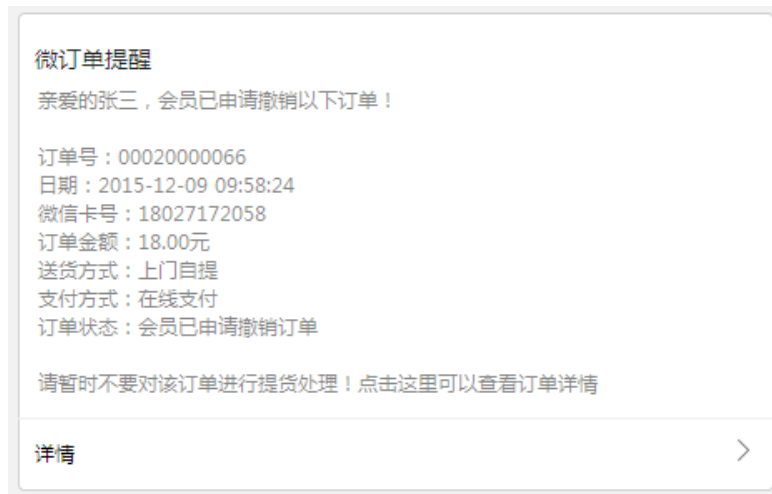 微订单提醒
亲爱的张三，会员已申请撤销以下订单！
订单号：00020000066
日期：2015-12-09 09:58:24
微信卡号：18027172058
订单金额：18.00元
送货方式：上门自提
支付方式：在线支付
订单状态：会员已申请撤销订单
请暂时不要对该订单进行提货处理！点击这里可以查看订单详情
详情